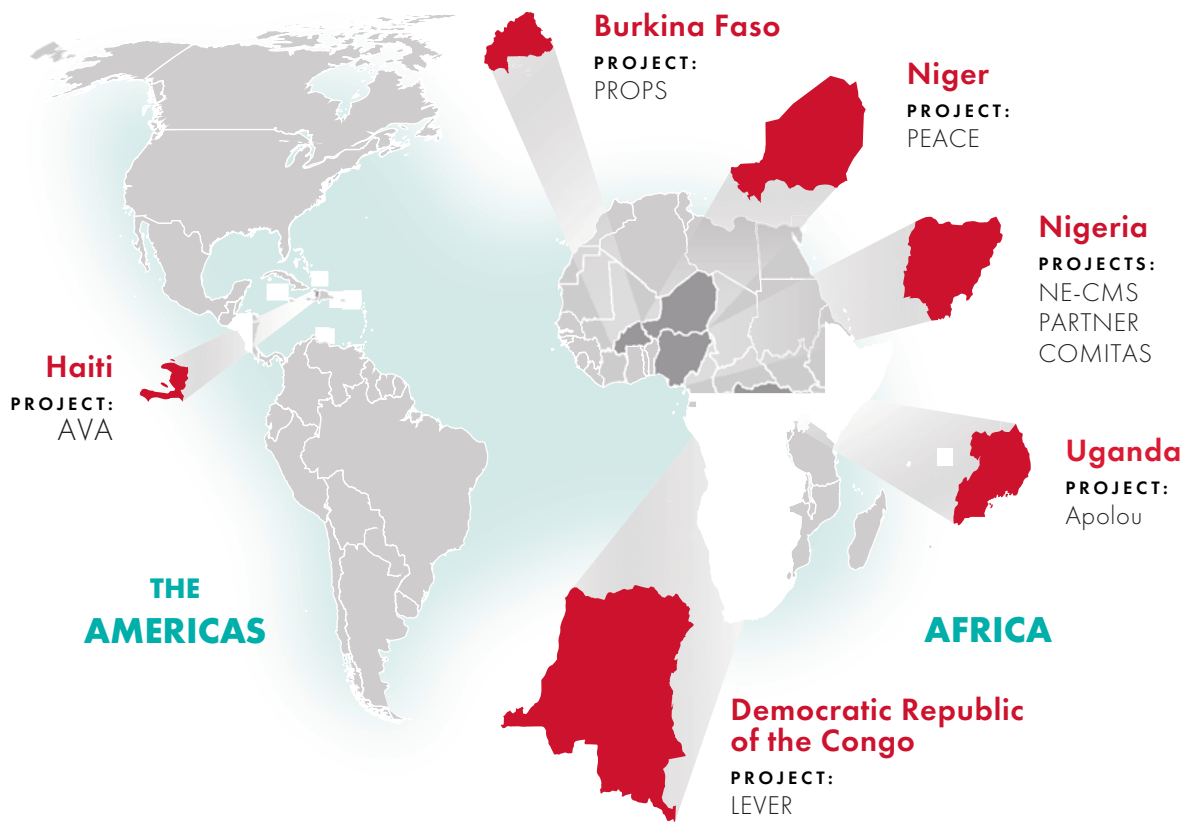 Burkina Faso
PROJECT:
PROPS
Niger
PROJECT:
PEACE
Nigeria
PROJECTS:
NE-CMS
PARTNER
COMITAS
Haiti
PROJECT:
AVA
Uganda
PROJECT:
Apolou
THE
AMERICAS
AFRICA
Democratic Republic
of the Congo
PROJECT:
LEVER